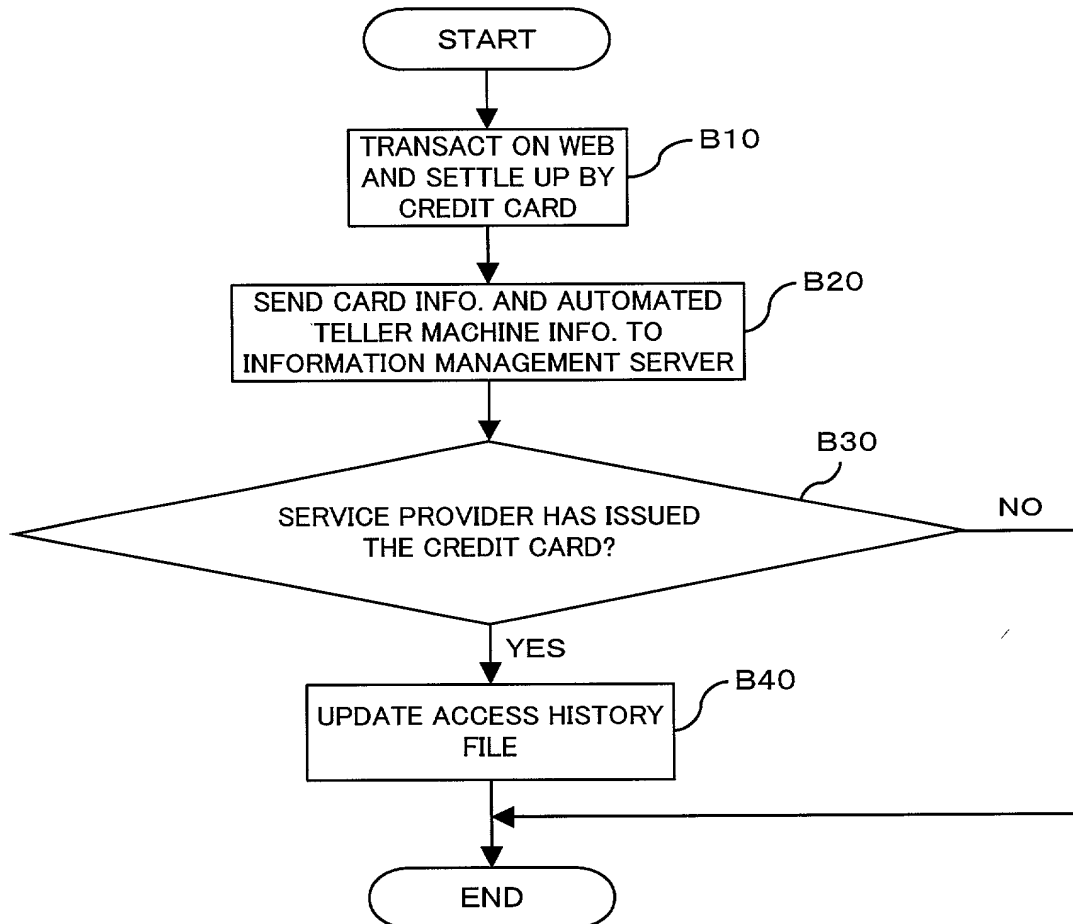 START
TRANSACT ON WEB
AND SETTLE UP BY
CREDIT CARD
B10
SEND CARD INFO. AND AUTOMATED
TELLER MACHINE INFO. TO
INFORMATION MANAGEMENT SERVER
B20
B30
SERVICE PROVIDER HAS ISSUED
THE CREDIT CARD?
NO
YES
UPDATE ACCESS HISTORY
FILE
B40
END